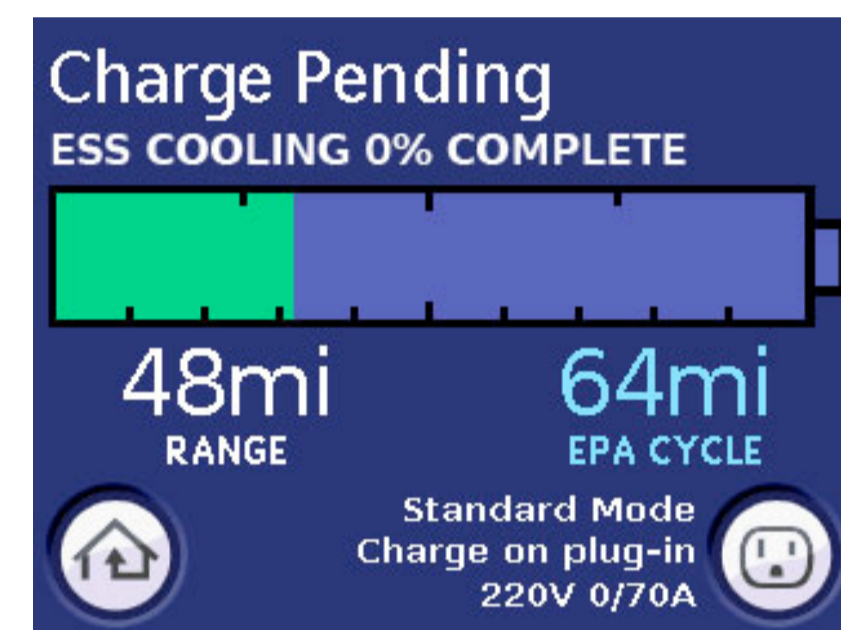 Charge Pending
ESS COOLING 0% COMPLETE
48mi 64mi
RANGE EPA CYCLE
Standard Mode
Charge on plug-in
220V 0/70A